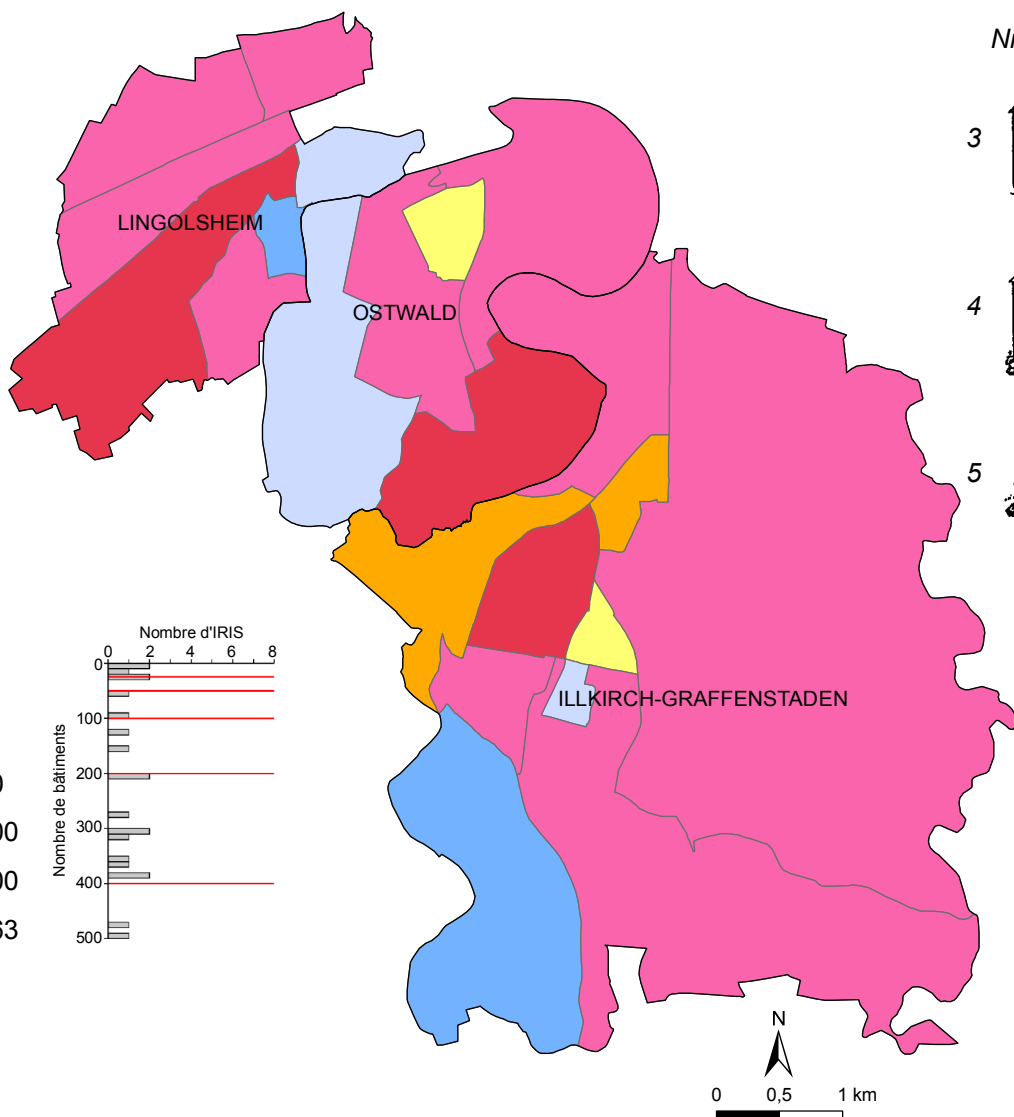 Ni
3
LINGOLSHEIM
OSTWALD
4
5
Nombre d'IRIS
0 2 4 6 8
0
100
200
300
400
500
Nombre de bâtiments
0
00
00
63
ILLKIRCH-GRAFFENSTADEN
N
0 0,5 1 km